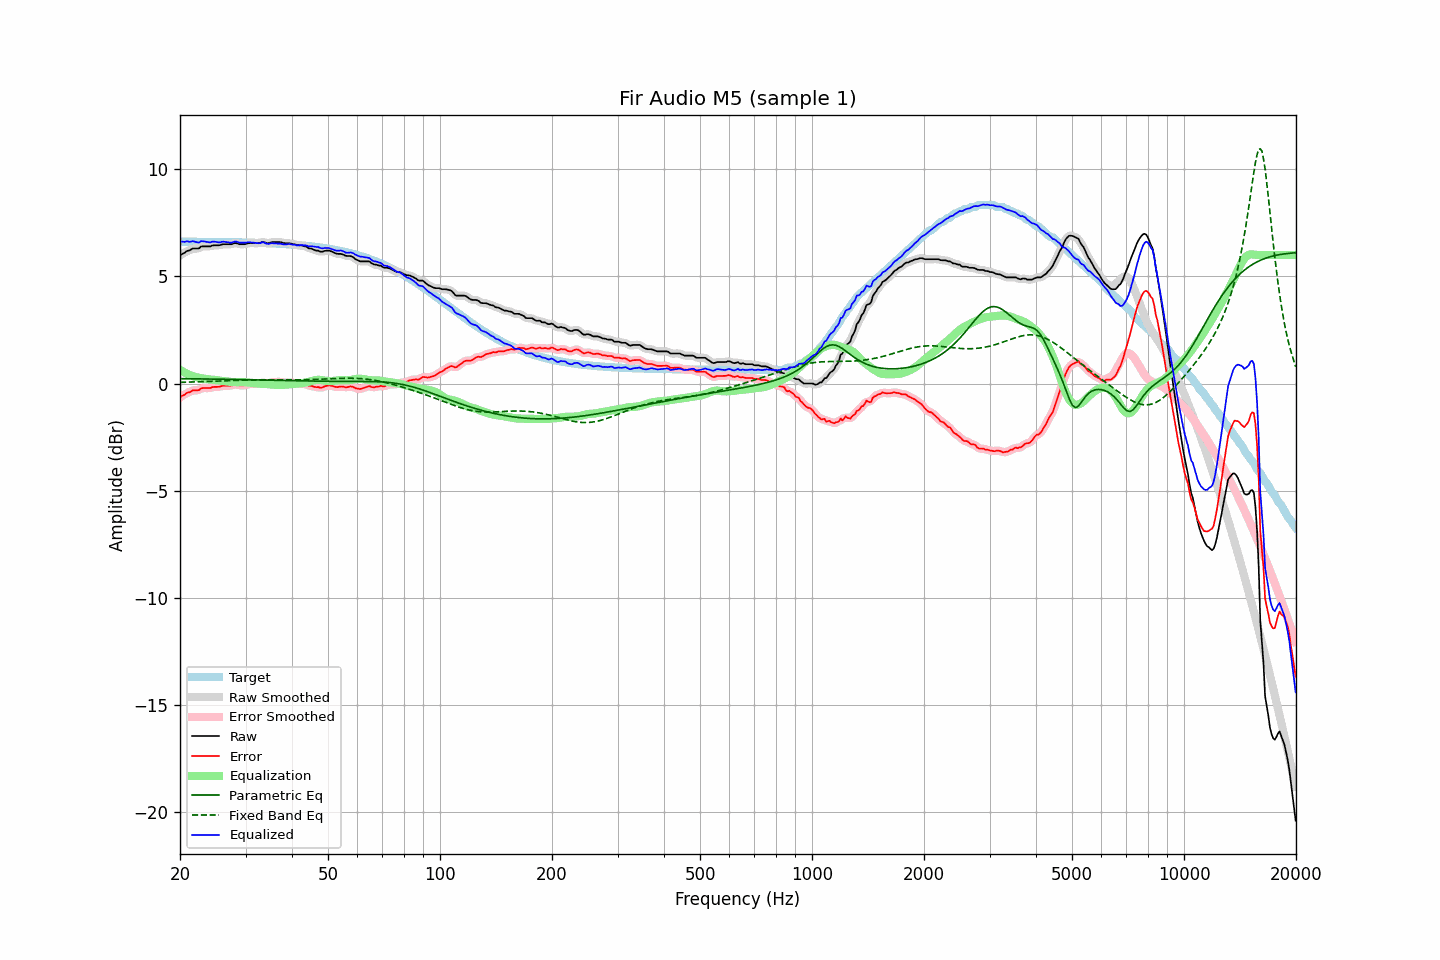 Fir Audio M5 (sample 1)
10
5
0
−5
−10
−15
−20
Amplitude (dBr)
Target
Raw Smoothed
Error Smoothed
Raw
Error
Equalization
Parametric Eq
Fixed Band Eq
Equalized
20 50 100 200 500 1000 2000 5000 10000 20000
Frequency (Hz)